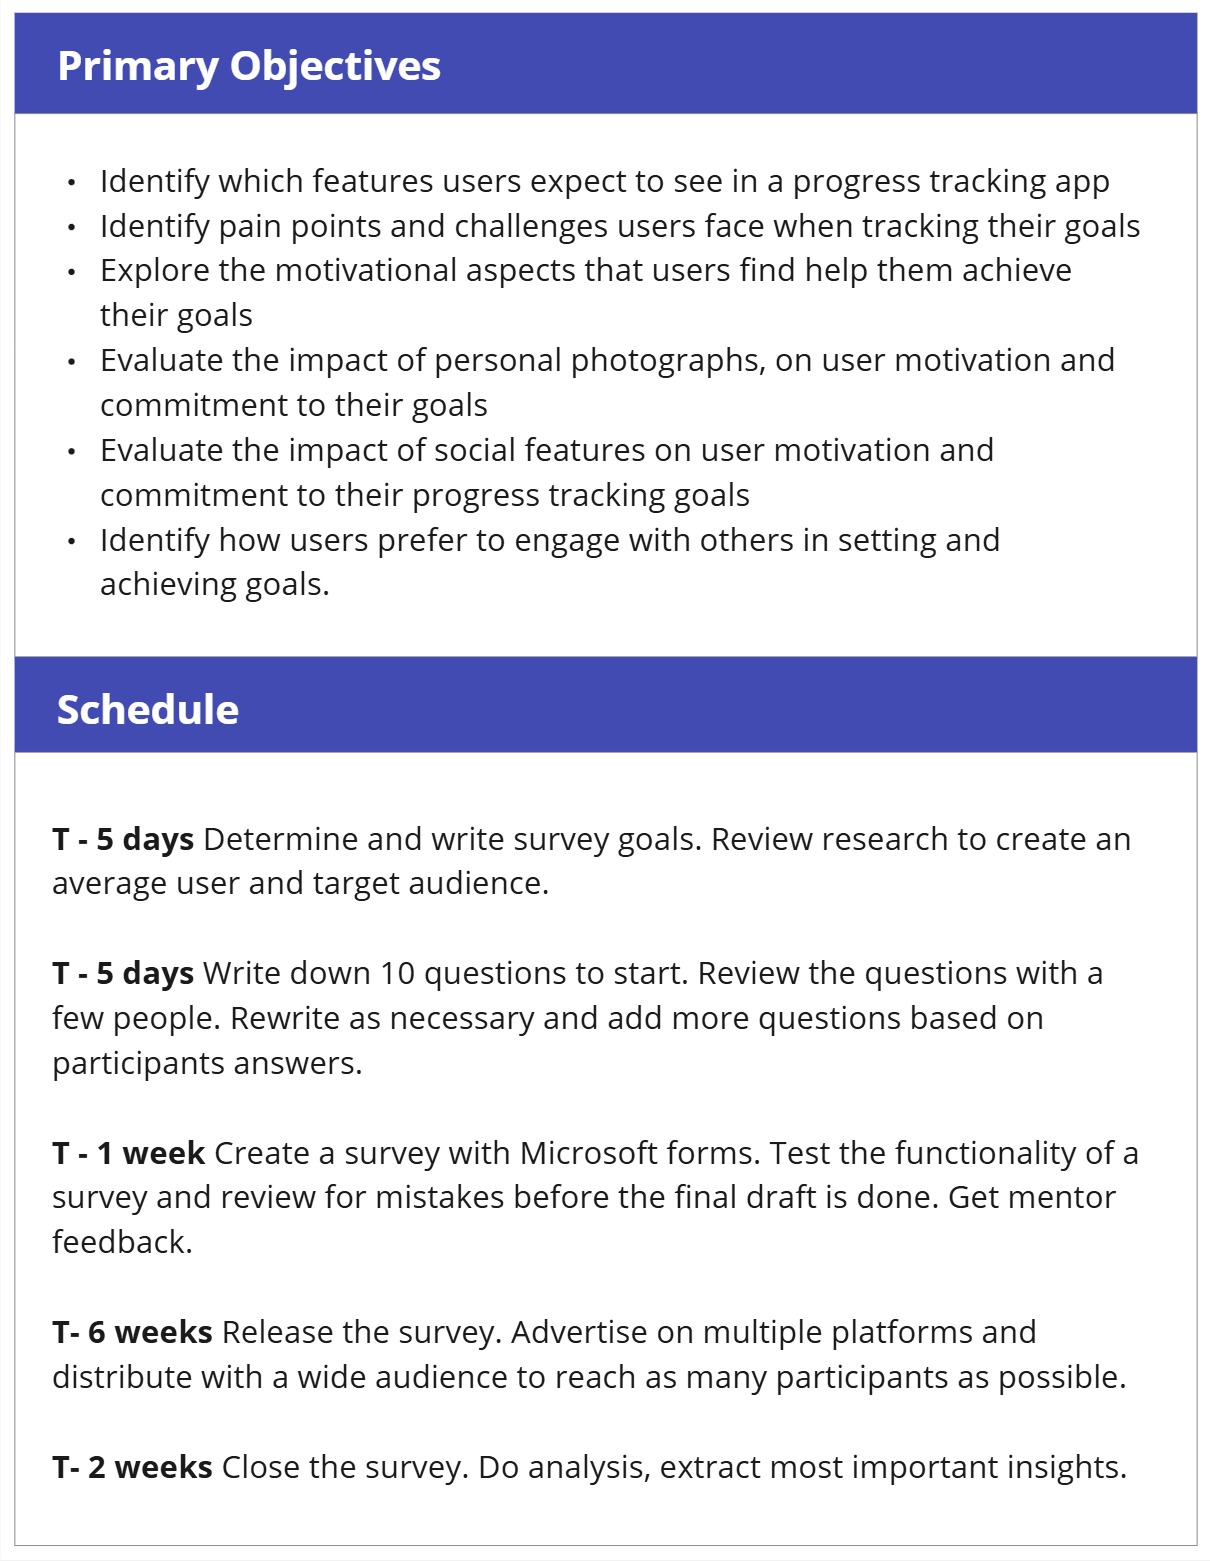 Primary Objectives
• Identify which features users expect to see in a progress tracking app
• Identify pain points and challenges users face when tracking their goals
• Explore the motivational aspects that users find help them achieve
their goals
• Evaluate the impact of personal photographs, on user motivation and
commitment to their goals
• Evaluate the impact of social features on user motivation and
commitment to their progress tracking goals
• Identify how users prefer to engage with others in setting and
achieving goals.
Schedule
T - 5 days Determine and write survey goals. Review research to create an
average user and target audience.
T - 5 days Write down 10 questions to start. Review the questions with a
few people. Rewrite as necessary and add more questions based on
participants answers.
T - 1 week Create a survey with Microsoft forms. Test the functionality of a
survey and review for mistakes before the final draft is done. Get mentor
feedback.
T- 6 weeks Release the survey. Advertise on multiple platforms and
distribute with a wide audience to reach as many participants as possible.
T- 2 weeks Close the survey. Do analysis, extract most important insights.